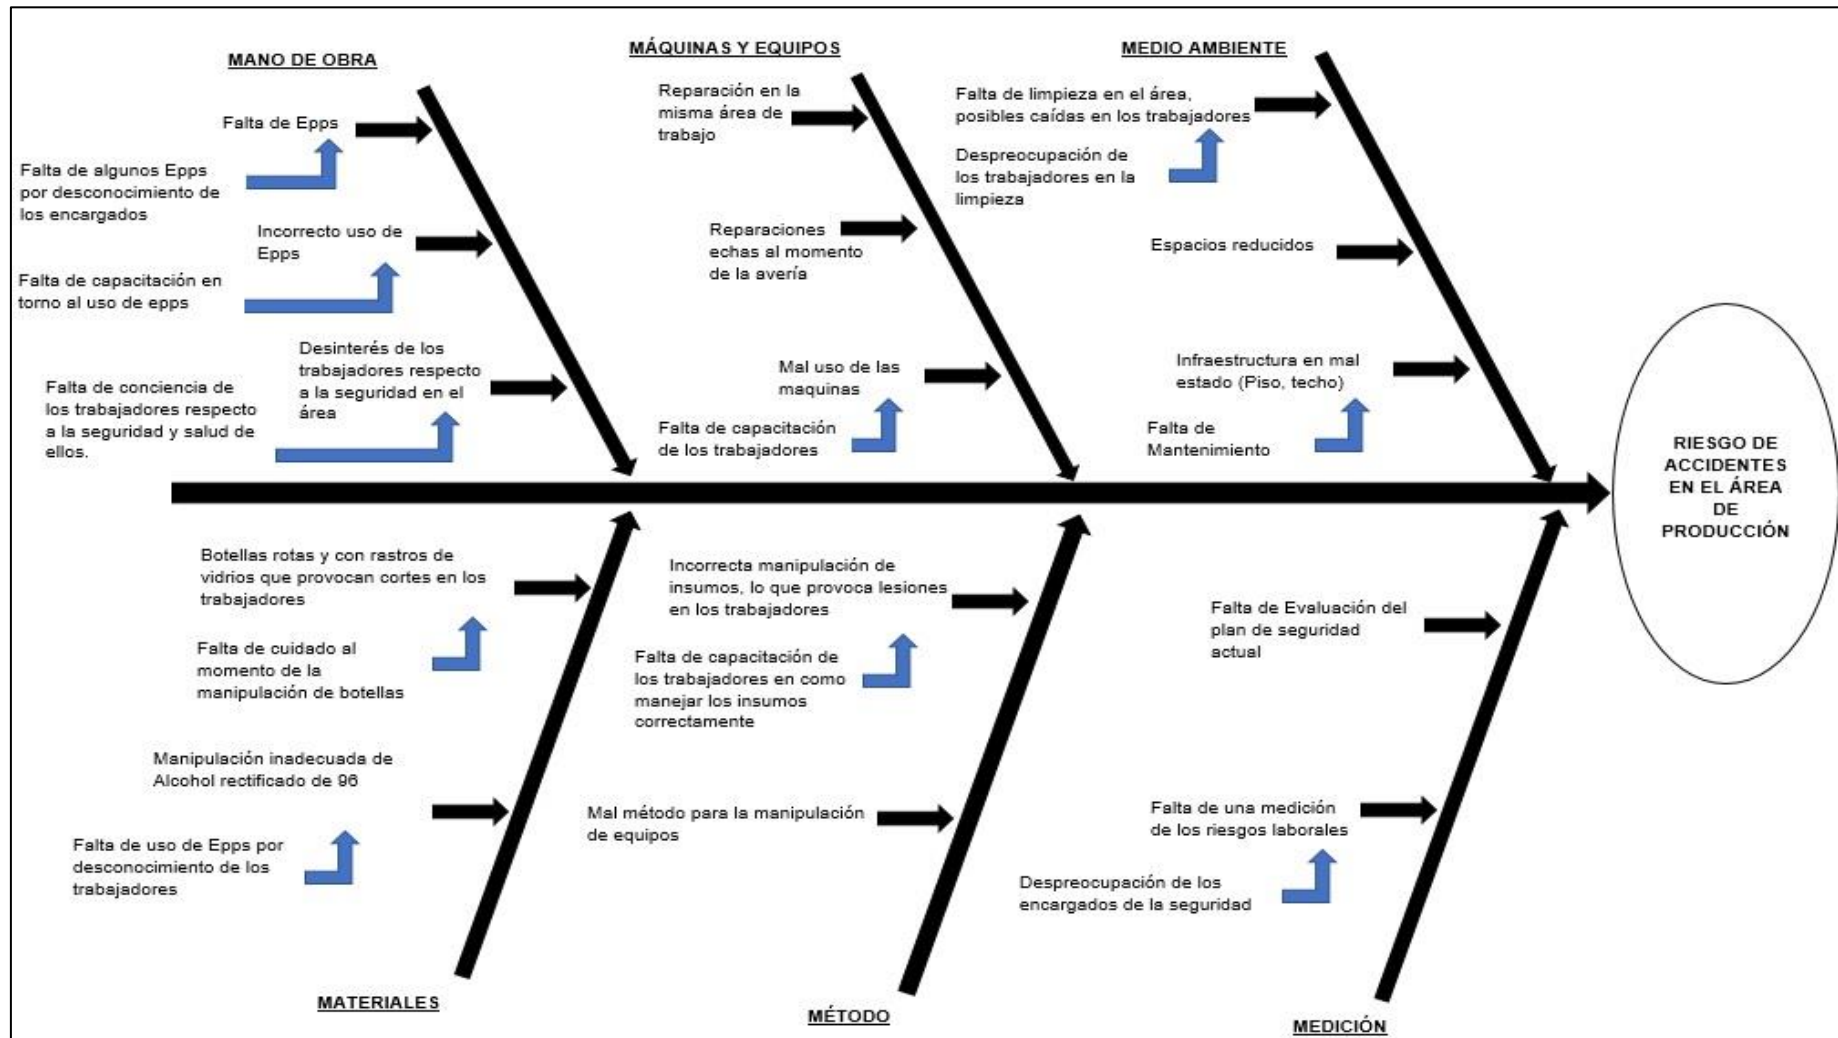 MANO DE OBRA
Falta de Epps
Falta de algunos Epps
por desconocimiento de
los encargados
Incorrecto uso de
Epps
Falta de capacitación en
torno al uso de epps
Desinterés de los
trabajadores respecto
a la seguridad en el
área
Falta de conciencia de
los trabajadores respecto
a la seguridad y salud de
ellos.
MÁQUINAS Y EQUIPOS
Reparación en la
misma área de
trabajo
Reparaciones
echas al momento
de la avería
Mal uso de las
maquinas
Falta de capacitación
de los trabajadores
MEDIO AMBIENTE
Falta de limpieza en el área,
posibles caídas en los trabajadores
Despreocupación de
los trabajadores en la
limpieza
Espacios reducidos
Infraestructura en mal
estado (Piso, techo)
Falta de
Mantenimiento
RIESGO DE
ACCIDENTES
EN EL ÁREA
DE
PRODUCCIÓN
Botellas rotas y con rastros de
vidrios que provocan cortes en los
trabajadores
Falta de cuidado al
momento de la
manipulación de botellas
Manipulación inadecuada de
Alcohol rectificado de 96
Falta de uso de Epps por
desconocimiento de los
trabajadores
MATERIALES
Incorrecta manipulación de
insumos, lo que provoca lesiones
en los trabajadores
Falta de capacitación de
los trabajadores en como
manejar los insumos
correctamente
Mal método para la manipulación
de equipos
MÉTODO
Falta de Evaluación del
plan de seguridad
actual
Falta de una medición
de los riesgos laborales
Despreocupación de los
encargados de la seguridad
MEDICIÓN